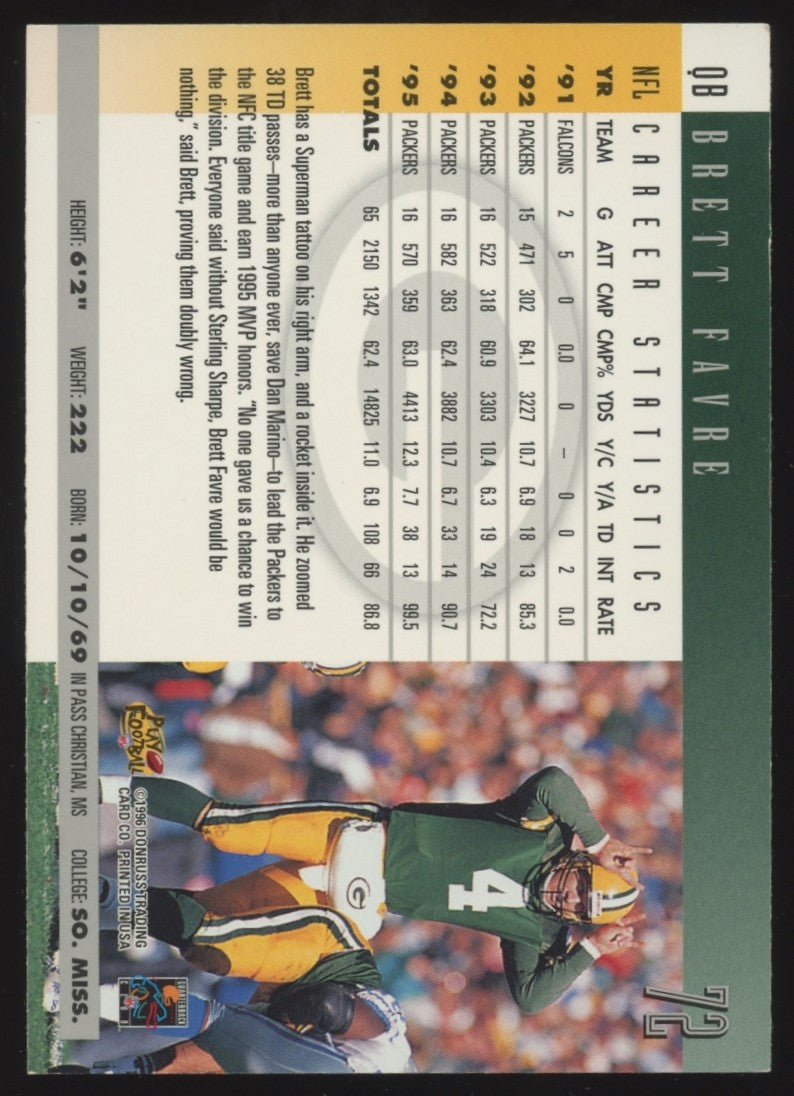 QB BRETT FAVRE 72
NFL CAREER STATISTICS
YR TEAM G ATT CMP CMP% YDS Y/C Y/A TD INT RATE
'91 FALCONS 2 5 0 0.0 0 – 0 0 2 0.0
'92 PACKERS 15 471 302 64.1 3227 10.7 6.9 18 13 85.3
'93 PACKERS 16 522 318 60.9 3303 10.4 6.3 19 24 72.2
'94 PACKERS 16 582 363 62.4 3882 10.7 6.7 33 14 90.7
'95 PACKERS 16 570 359 63.0 4413 12.3 7.7 38 13 99.5
TOTALS 65 2150 1342 62.4 14825 11.0 6.9 108 66 86.8
Brett has a Superman tattoo on his right arm, and a rocket inside it. He zoomed
38 TD passes—more than anyone ever, save Dan Marino—to lead the Packers to
the NFC title game and earn 1995 MVP honors. "No one gave us a chance to win
the division. Everyone said without Sterling Sharpe, Brett Favre would be
nothing," said Brett, proving them doubly wrong.
4
G
PLAY
FOOTBALL
©1996 DONRUSS TRADING
CARD CO. PRINTED IN USA
QUARTERBACK
CLUB
HEIGHT: 6'2" WEIGHT: 222 BORN: 10/10/69 IN PASS CHRISTIAN, MS COLLEGE: SO. MISS.